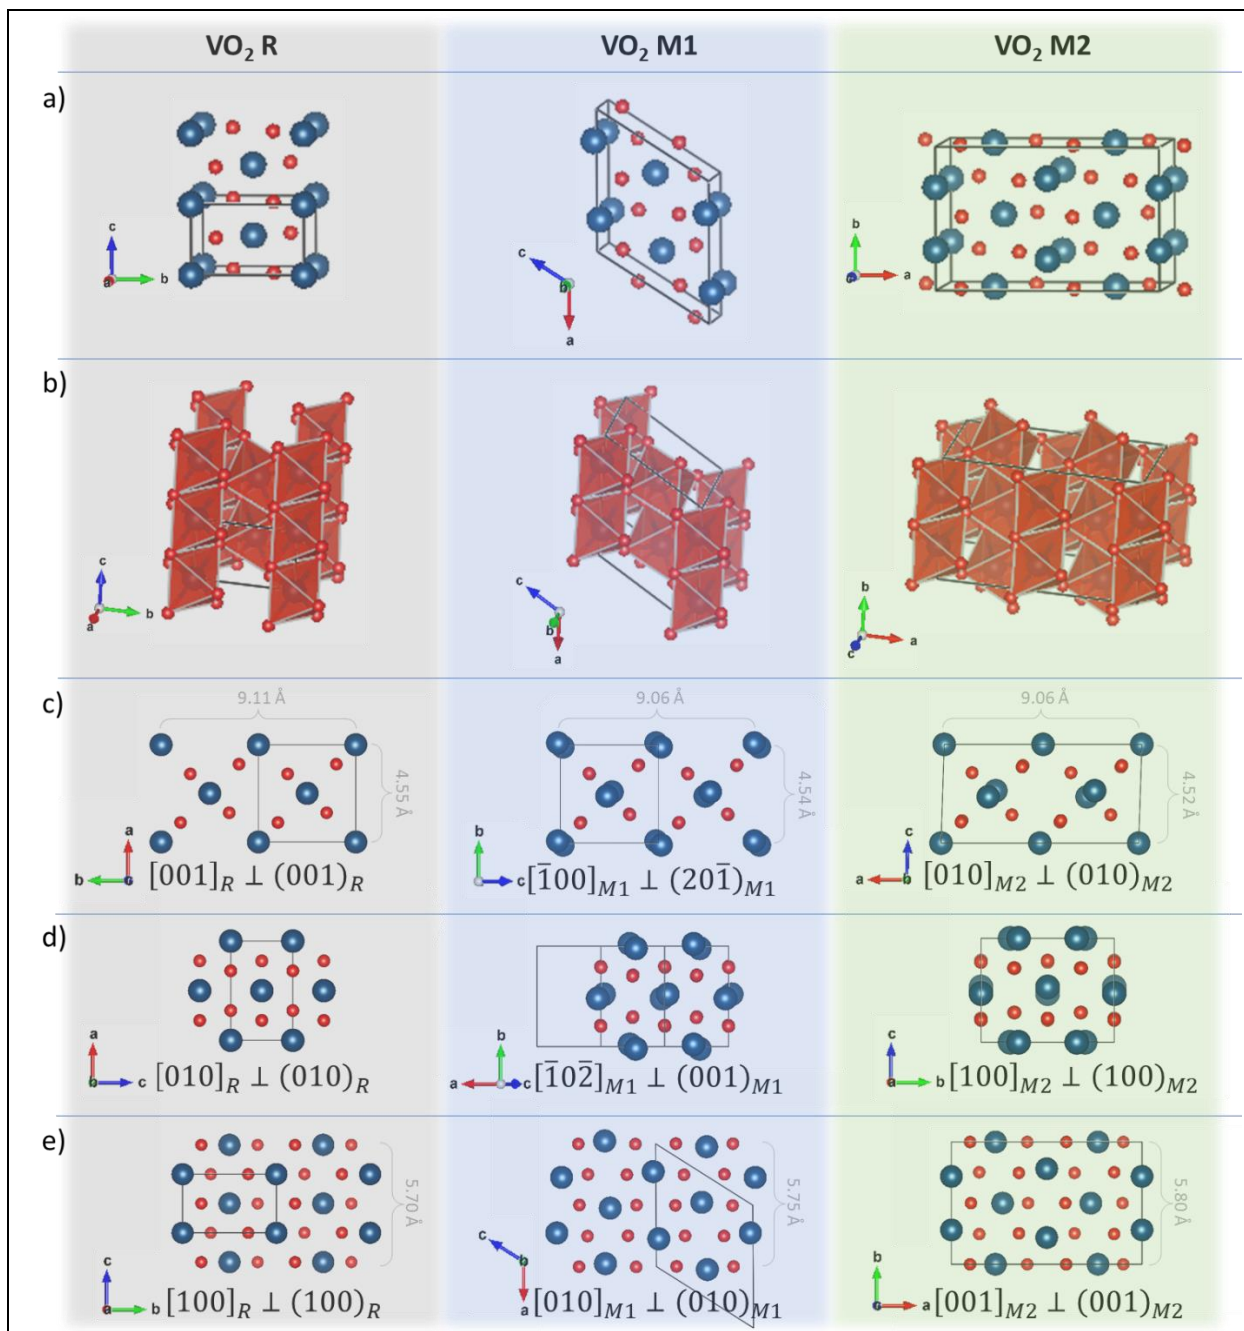 VO₂ R VO₂ M1 VO₂ M2
a)
c a b
c b a
b c a
b)
c a b
c b a
b c a
c)
9.11 Å 9.06 Å 9.06 Å
4.55 Å 4.54 Å 4.52 Å
a b c [001]R ⊥ (001)R
b c [1̅00]M1 ⊥ (201̅)M1
c a b [010]M2 ⊥ (010)M2
d)
a b c [010]R ⊥ (010)R
b a c [1̅02̅]M1 ⊥ (001)M1
c a b [100]M2 ⊥ (100)M2
e)
5.70 Å 5.75 Å 5.80 Å
c a b [100]R ⊥ (100)R
c b a [010]M1 ⊥ (010)M1
b c a [001]M2 ⊥ (001)M2